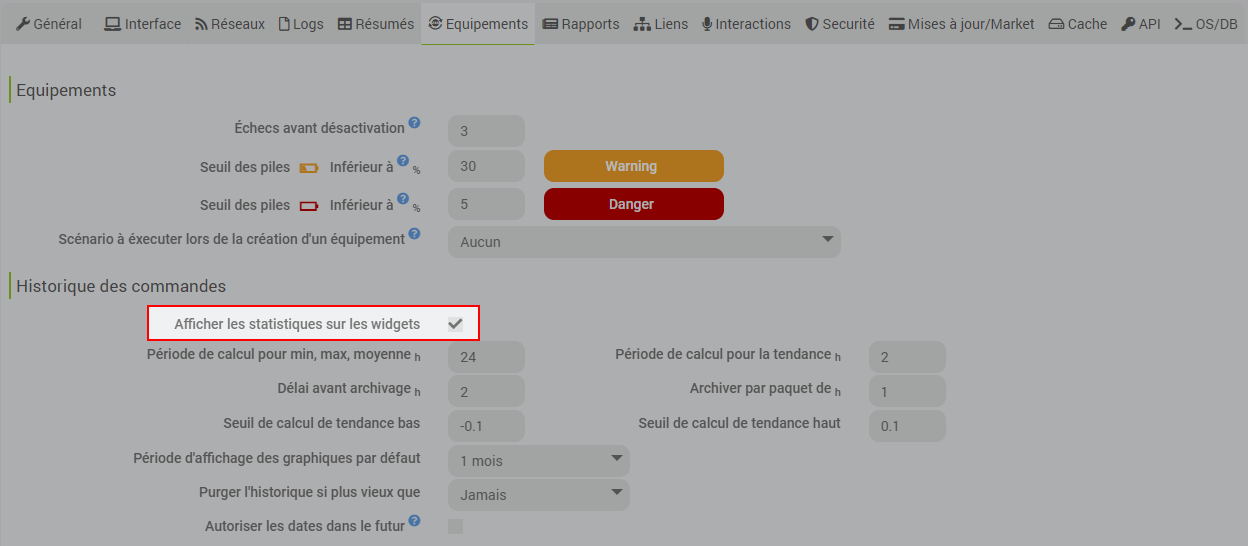 Général Interface Réseaux Logs Résumés Equipements Rapports Liens Interactions Securité Mises à jour/Market Cache API OS/DB
Equipements
Échecs avant désactivation ? 3
Seuil des piles Inférieur à ? % 30 Warning
Seuil des piles Inférieur à ? % 5 Danger
Scénario à éxecuter lors de la création d'un équipement ? Aucun
Historique des commandes
Afficher les statistiques sur les widgets
Période de calcul pour min, max, moyenne h 24 Période de calcul pour la tendance h 2
Délai avant archivage h 2 Archiver par paquet de h 1
Seuil de calcul de tendance bas -0.1 Seuil de calcul de tendance haut 0.1
Période d'affichage des graphiques par défaut 1 mois
Purger l'historique si plus vieux que Jamais
Autoriser les dates dans le futur ?